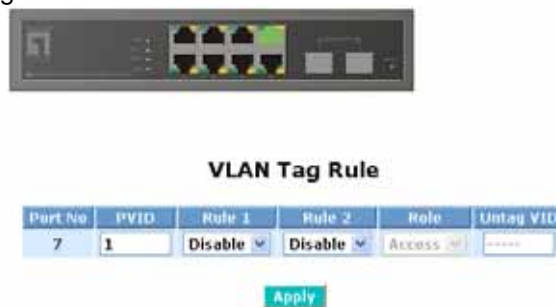 g
VLAN Tag Rule
Port No PVID Rule 1 Rule 2 Role Untag VID
7 1 Disable Disable Access -----
Apply